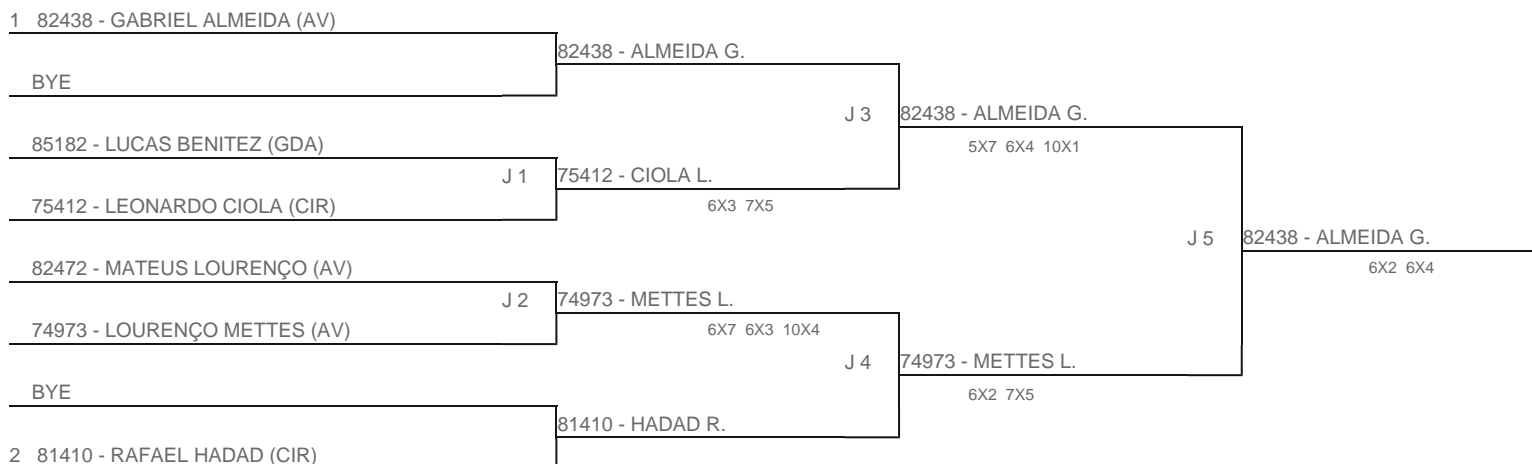 1 82438 - GABRIEL ALMEIDA (AV)
82438 - ALMEIDA G.
BYE
J 3
82438 - ALMEIDA G.
85182 - LUCAS BENITEZ (GDA)
5X7 6X4 10X1
J 1
75412 - CIOLA L.
75412 - LEONARDO CIOLA (CIR)
6X3 7X5
J 5
82438 - ALMEIDA G.
82472 - MATEUS LOURENÇO (AV)
6X2 6X4
J 2
74973 - METTES L.
74973 - LOURENÇO METTES (AV)
6X7 6X3 10X4
J 4
74973 - METTES L.
BYE
6X2 7X5
81410 - HADAD R.
2 81410 - RAFAEL HADAD (CIR)